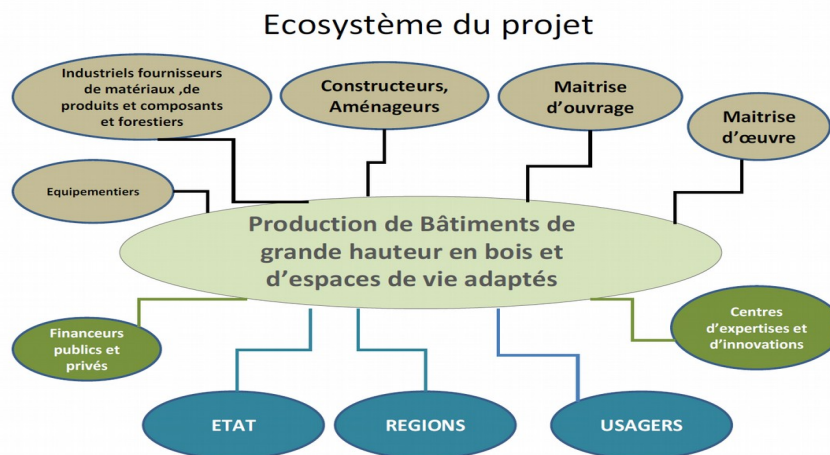 Ecosystème du projet
Industriels fournisseurs
de matériaux ,de
produits et composants
et forestiers
Constructeurs,
Aménageurs
Maitrise
d'ouvrage
Maitrise
d'œuvre
Equipementiers
Production de Bâtiments de
grande hauteur en bois et
d'espaces de vie adaptés
Financeurs
publics et
privés
Centres
d'expertises et
d'innovations
ETAT
REGIONS
USAGERS